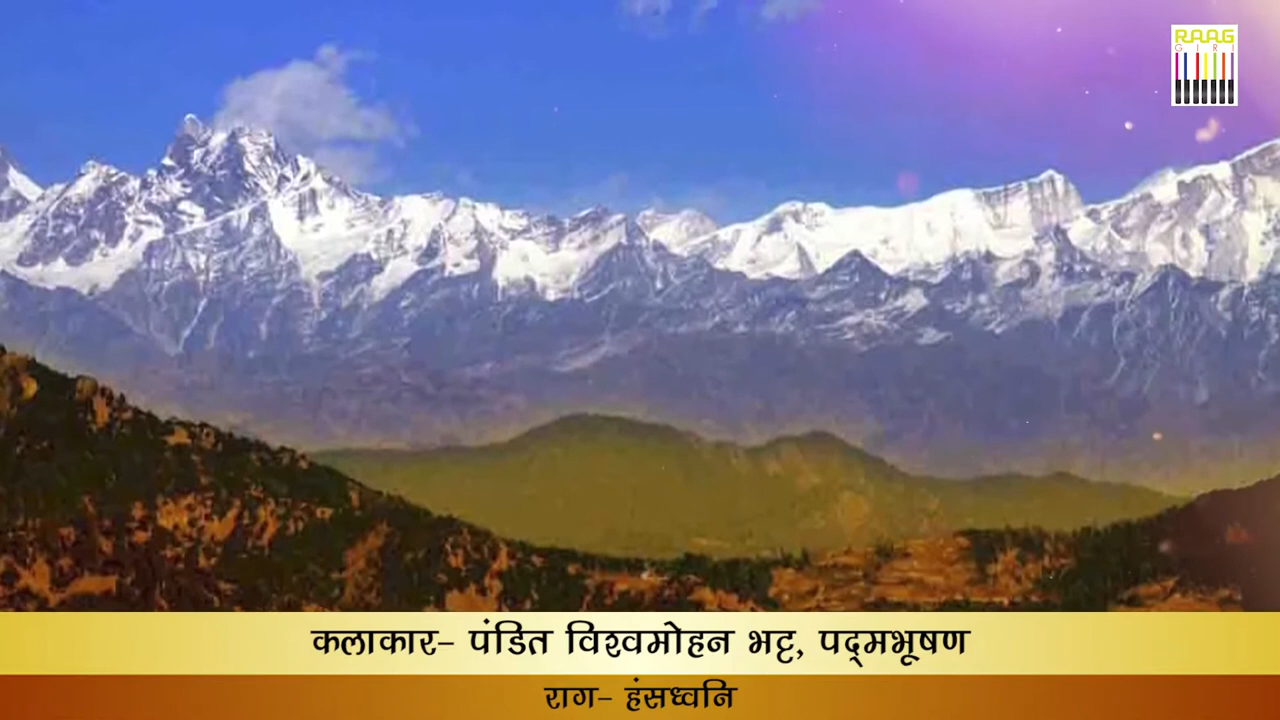 RAAG
GIRI
कलाकार- पंडित विश्वमोहन भट्ट, पद्मभूषण
राग- हंसध्वनि